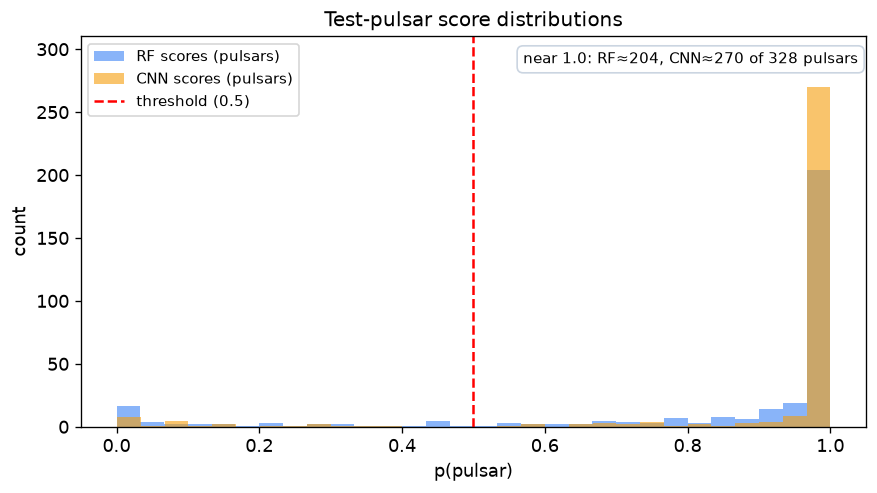 Test-pulsar score distributions
RF scores (pulsars)
CNN scores (pulsars)
threshold (0.5)
near 1.0: RF≈204, CNN≈270 of 328 pulsars
count
300
250
200
150
100
50
0
0.0 0.2 0.4 0.6 0.8 1.0
p(pulsar)